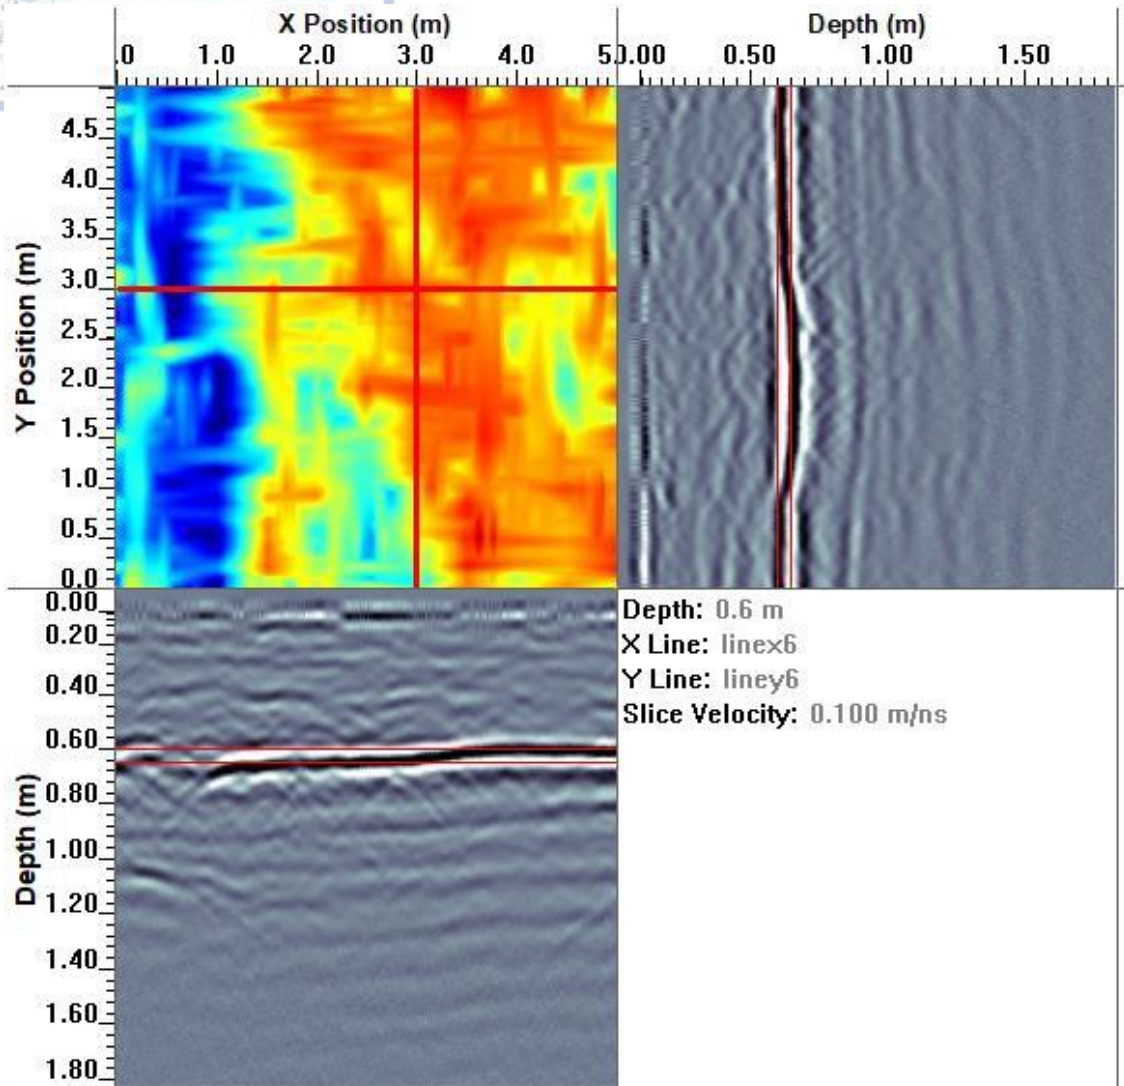 X Position (m)
Depth (m)
.0 1.0 2.0 3.0 4.0 5.
0.00 0.50 1.00 1.50
Y Position (m)
4.5
4.0
3.5
3.0
2.5
2.0
1.5
1.0
0.5
0.0
Depth (m)
0.00
0.20
0.40
0.60
0.80
1.00
1.20
1.40
1.60
1.80
Depth: 0.6 m
X Line: linex6
Y Line: liney6
Slice Velocity: 0.100 m/ns